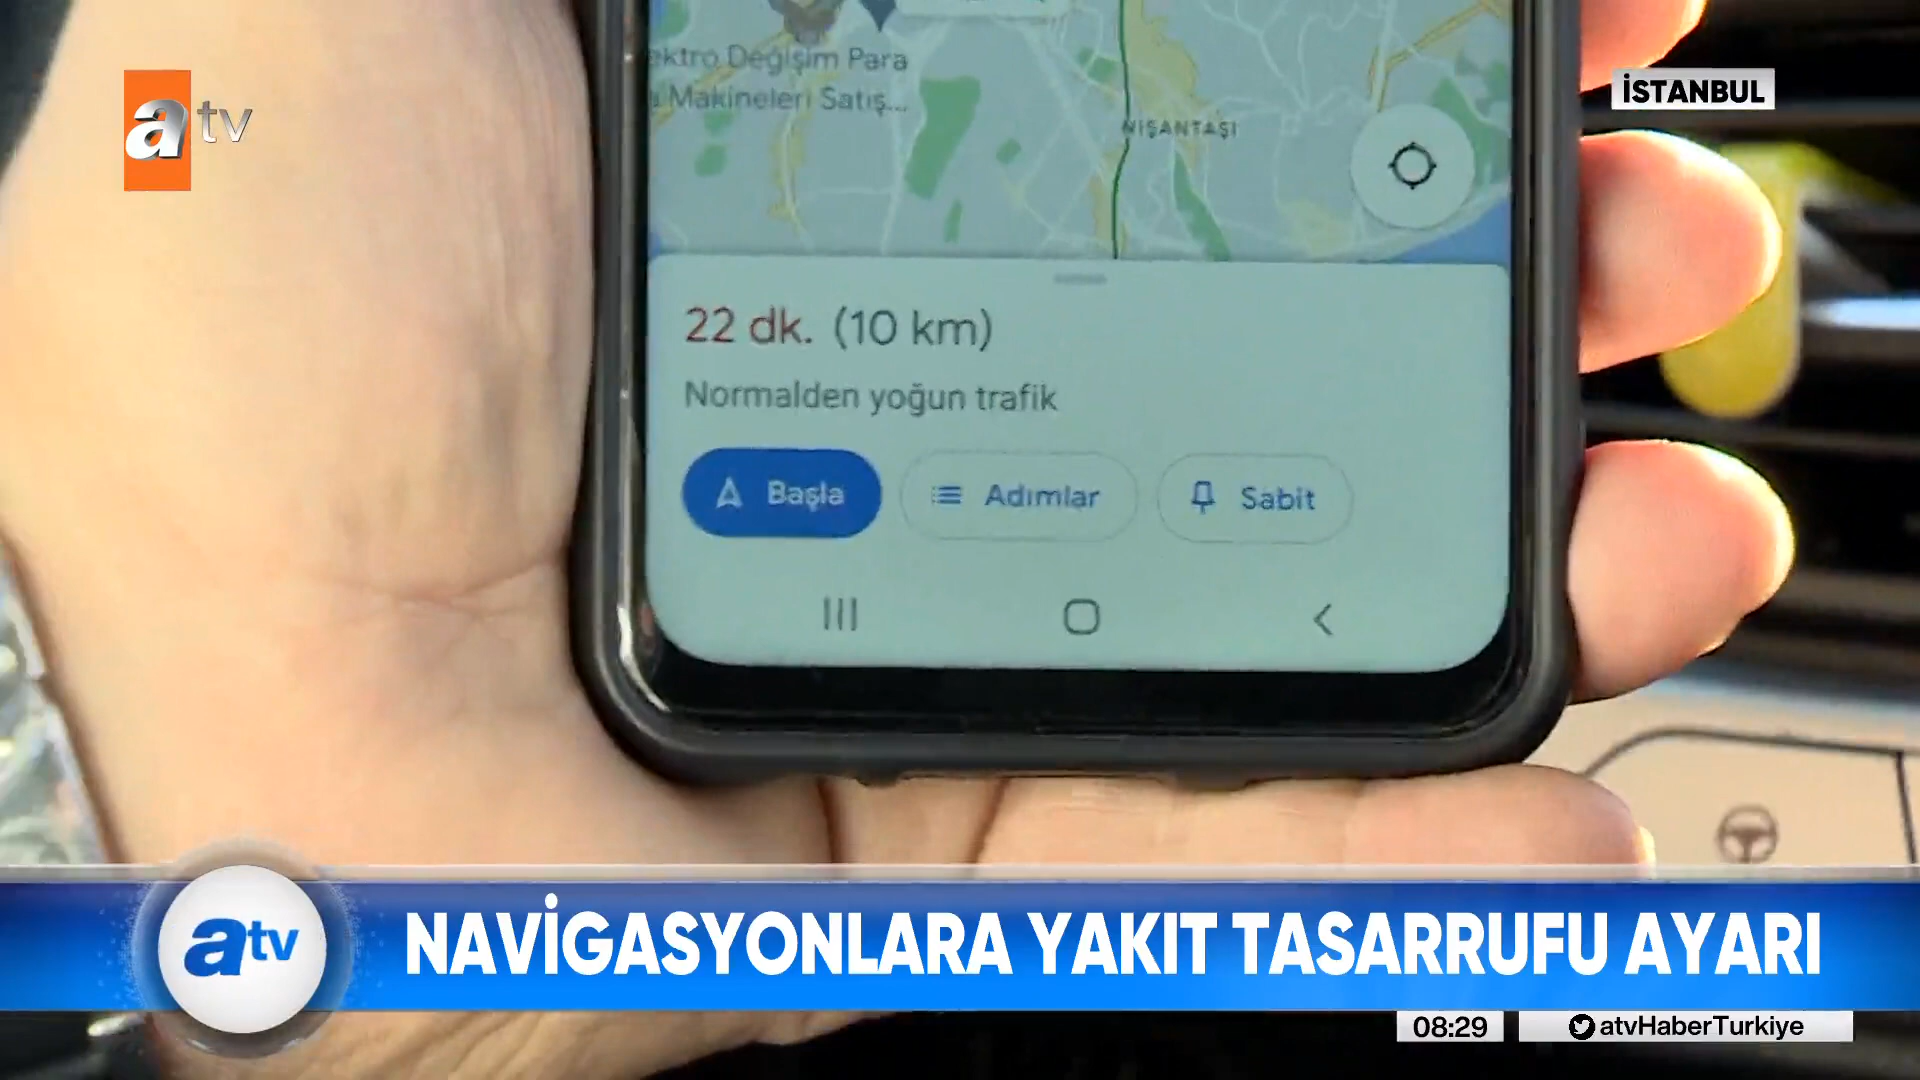 atv
İSTANBUL
ektro Değişim Para
Makineleri Satış...
NİŞANTAŞI
22 dk. (10 km)
Normalden yoğun trafik
Başla
Adımlar
Sabit
atv
NAVİGASYONLARA YAKIT TASARRUFU AYARI
08:29
atvHaberTurkiye